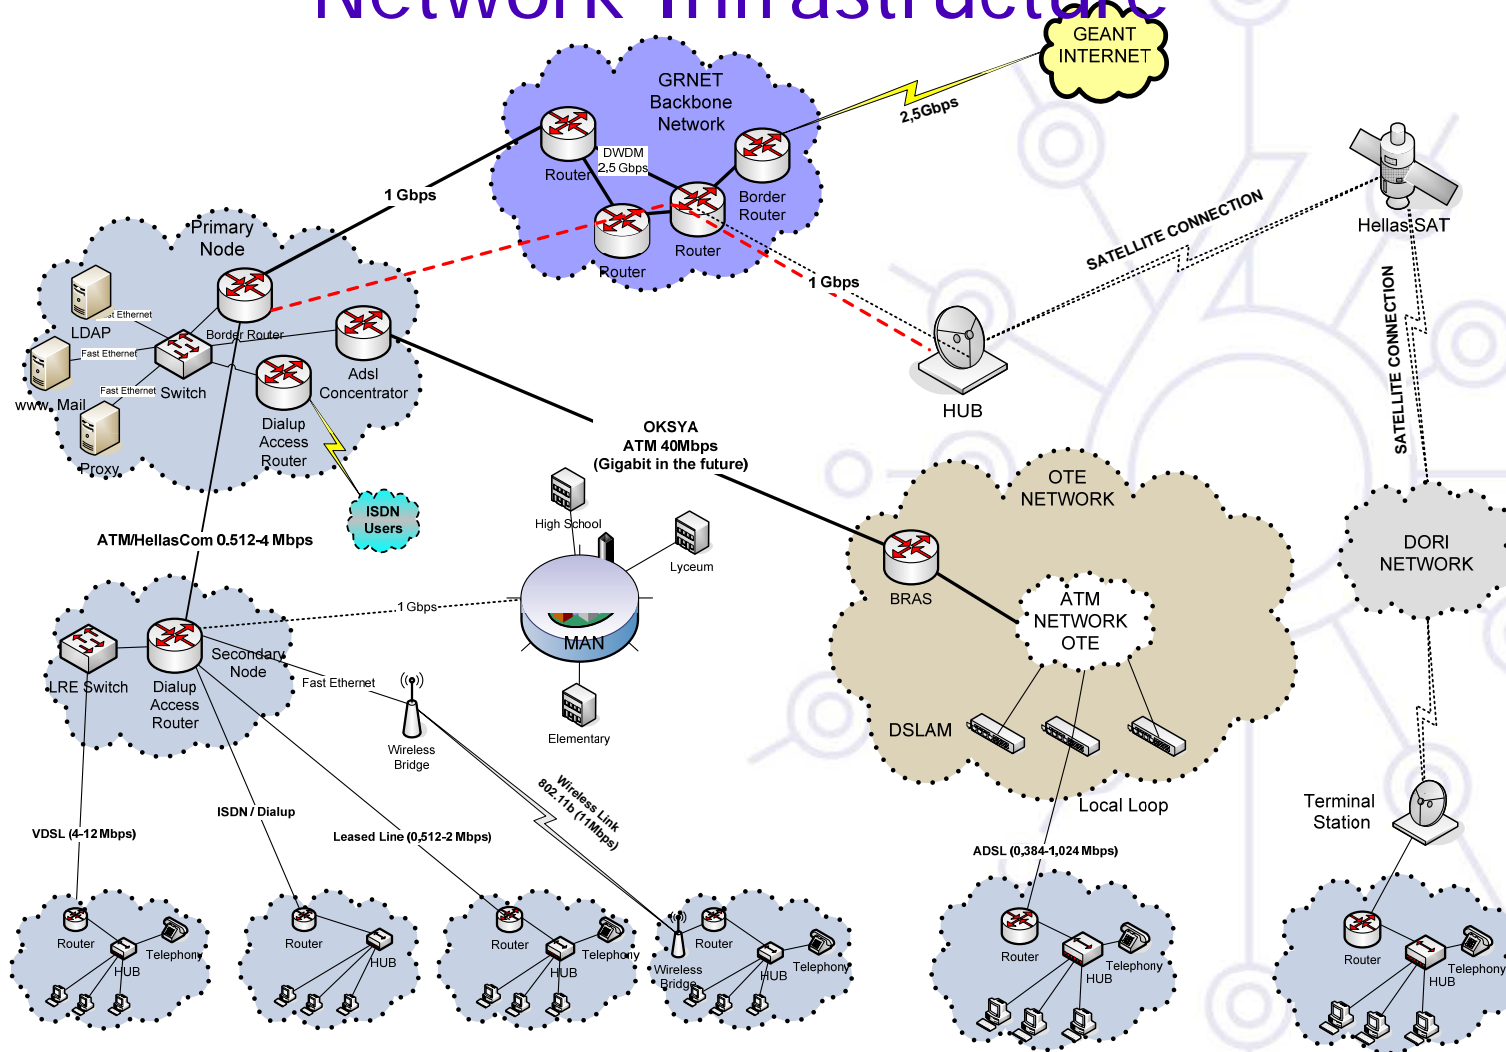 Network Infrastructure
GEANT
INTERNET
GRNET
Backbone
Network
2,5Gbps
DWDM
2,5 Gbps
Router
Border
Router
Router
Router
1 Gbps
Hellas SAT
SATELLITE CONNECTION
SATELLITE CONNECTION
1 Gbps
HUB
Primary
Node
LDAP
Fast Ethernet
Border Router
Fast Ethernet
Fast Ethernet
Switch
www, Mail
Proxy
Adsl
Concentrator
Dialup
Access
Router
ISDN
Users
OKSYA
ATM 40Mbps
(Gigabit in the future)
ATM/HellasCom 0.512-4 Mbps
High School
Lyceum
MAN
Elementary
1 Gbps
OTE
NETWORK
BRAS
ATM
NETWORK
OTE
DSLAM
Local Loop
DORI
NETWORK
Terminal
Station
LRE Switch
Dialup
Access
Router
Secondary
Node
Fast Ethernet
Wireless
Bridge
Wireless Link
802.11b (11Mbps)
VDSL (4-12 Mbps)
ISDN / Dialup
Leased Line (0,512-2 Mbps)
ADSL (0,384-1,024 Mbps)
Router
HUB
Telephony
Router
HUB
Router
HUB
Telephony
Wireless
Bridge
Router
HUB
Telephony
Router
HUB
Telephony
Router
HUB
Telephony